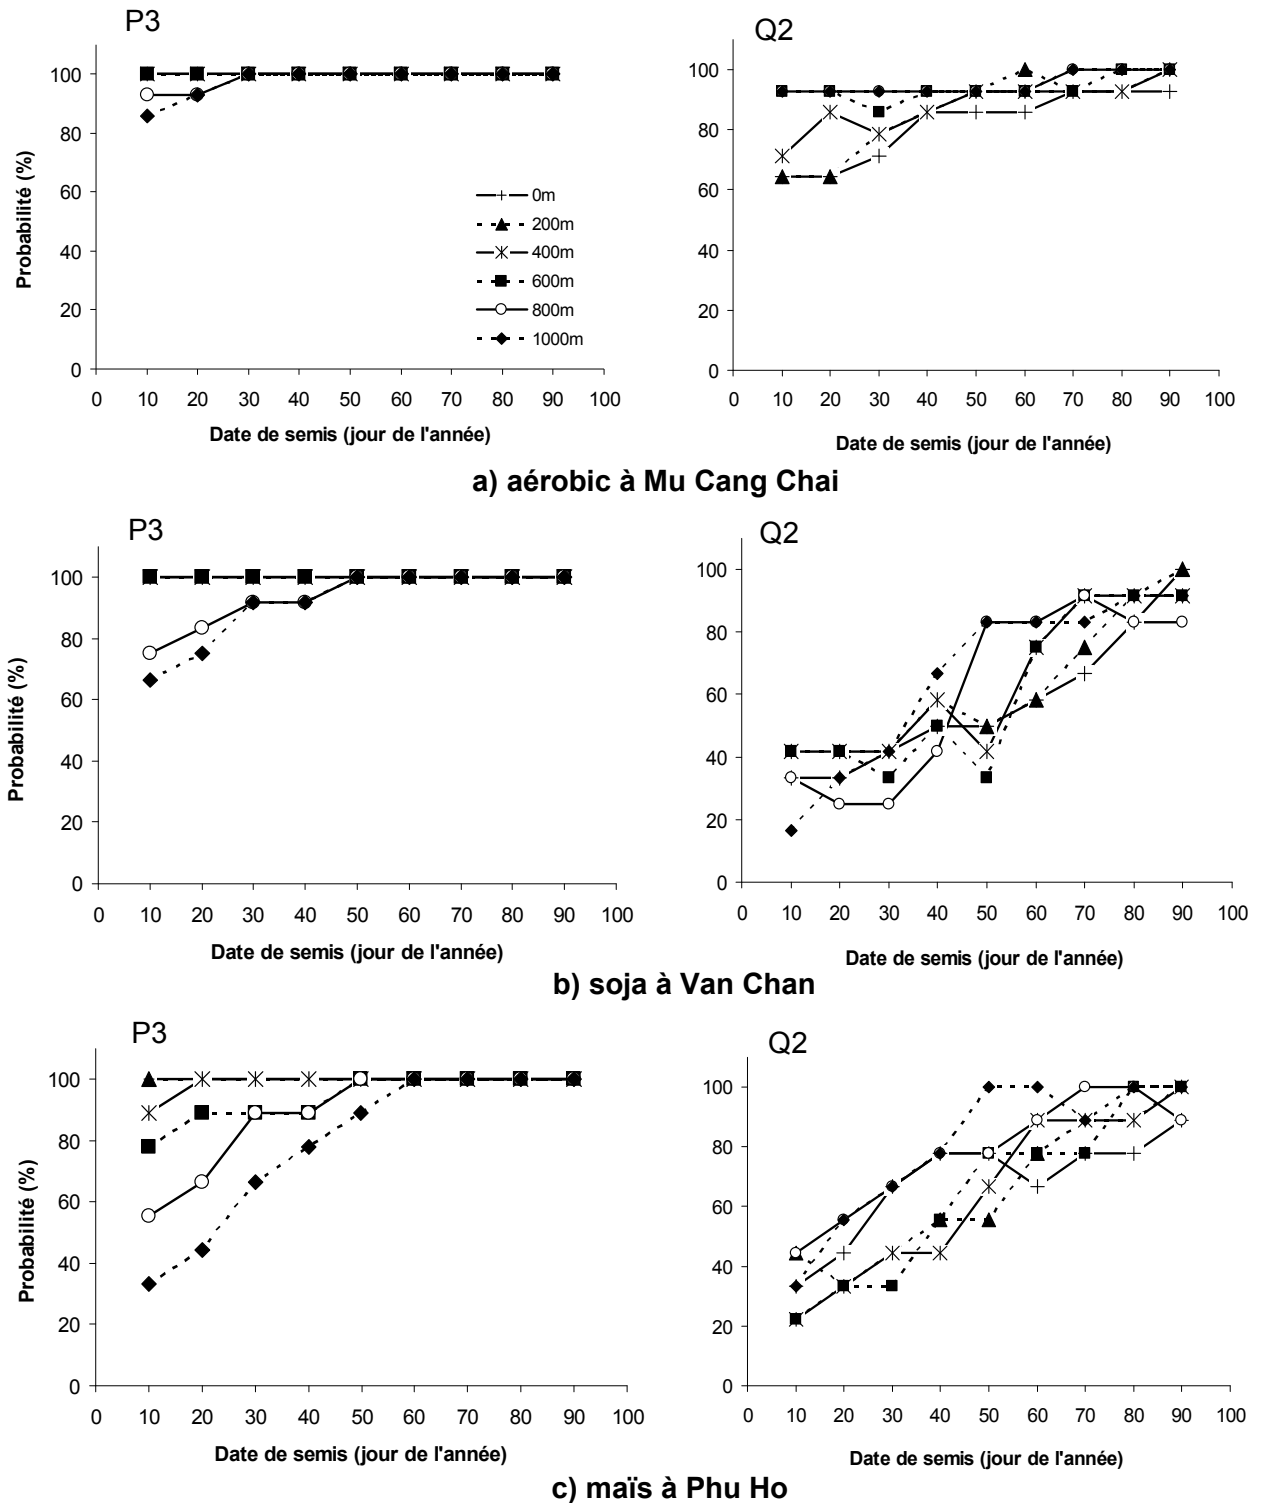 P3
Probabilité (%)
100
80
60
40
20
0
0 10 20 30 40 50 60 70 80 90 100
Date de semis (jour de l'année)
0m
200m
400m
600m
800m
1000m
Q2
100
80
60
40
20
0
0 10 20 30 40 50 60 70 80 90 100
Date de semis (jour de l'année)
a) aérobic à Mu Cang Chai
P3
Probabilité (%)
100
80
60
40
20
0
0 10 20 30 40 50 60 70 80 90 100
Date de semis (jour de l'année)
Q2
100
80
60
40
20
0
0 10 20 30 40 50 60 70 80 90 100
Date de semis (jour de l'année)
b) soja à Van Chan
P3
Probabilité (%)
100
80
60
40
20
0
0 10 20 30 40 50 60 70 80 90 100
Date de semis (jour de l'année)
Q2
100
80
60
40
20
0
0 10 20 30 40 50 60 70 80 90 100
Date de semis (jour de l'année)
c) maïs à Phu Ho